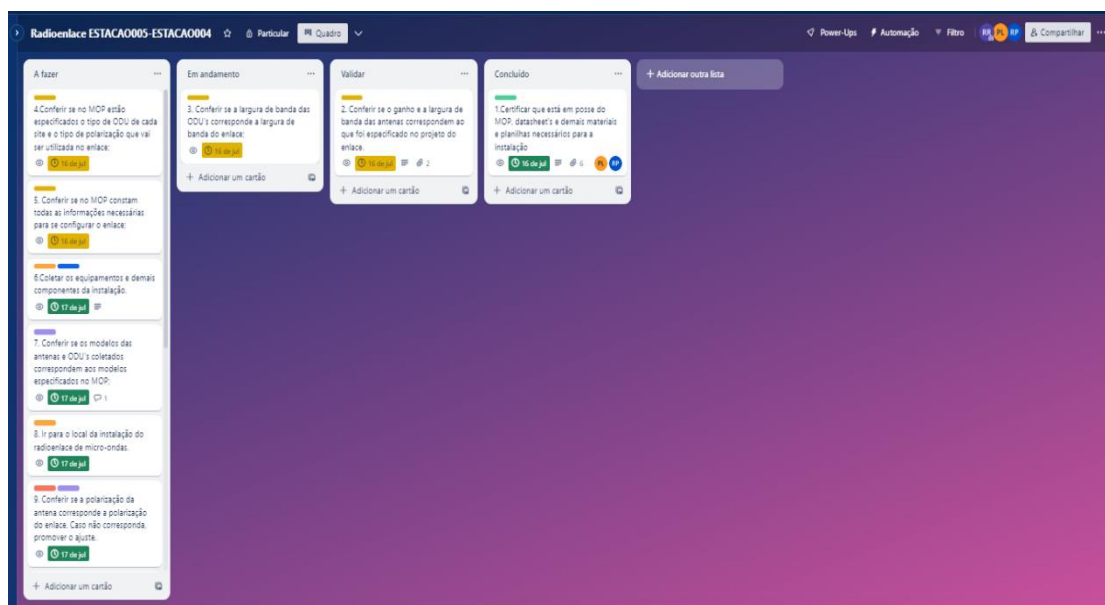 Radioenlace ESTACAO005-ESTACAO004
Particular
Quadro
Power-Ups
Automação
Filtro
RP
PL
RP
Compartilhar
A fazer
4.Conferir se no MOP estão
especificados o tipo de ODU de cada
site e o tipo de polarização que vai
ser utilizada no enlace;
16 de jul
5. Conferir se no MOP constam
todas as informações necessárias
para se configurar o enlace;
16 de jul
6.Coletar os equipamentos e demais
componentes da instalação.
17 de jul
7. Conferir se os modelos das
antenas e ODU's coletados
correspondem aos modelos
especificados no MOP;
17 de jul
1
8. Ir para o local da instalação do
radioenlace de micro-ondas.
17 de jul
9. Conferir se a polarização da
antena corresponde a polarização
do enlace. Caso não corresponda,
promover o ajuste.
17 de jul
+ Adicionar um cartão
Em andamento
3. Conferir se a largura de banda das
ODU's corresponde a largura de
banda do enlace;
16 de jul
+ Adicionar um cartão
Validar
2. Conferir se o ganho e a largura de
banda das antenas correspondem ao
que foi especificado no projeto do
enlace.
16 de jul
2
+ Adicionar um cartão
Concluído
1.Certificar que está em posse do
MOP, datasheet's e demais materiais
e planilhas necessários para a
instalação
16 de jul
6
PL
RP
+ Adicionar um cartão
+ Adicionar outra lista